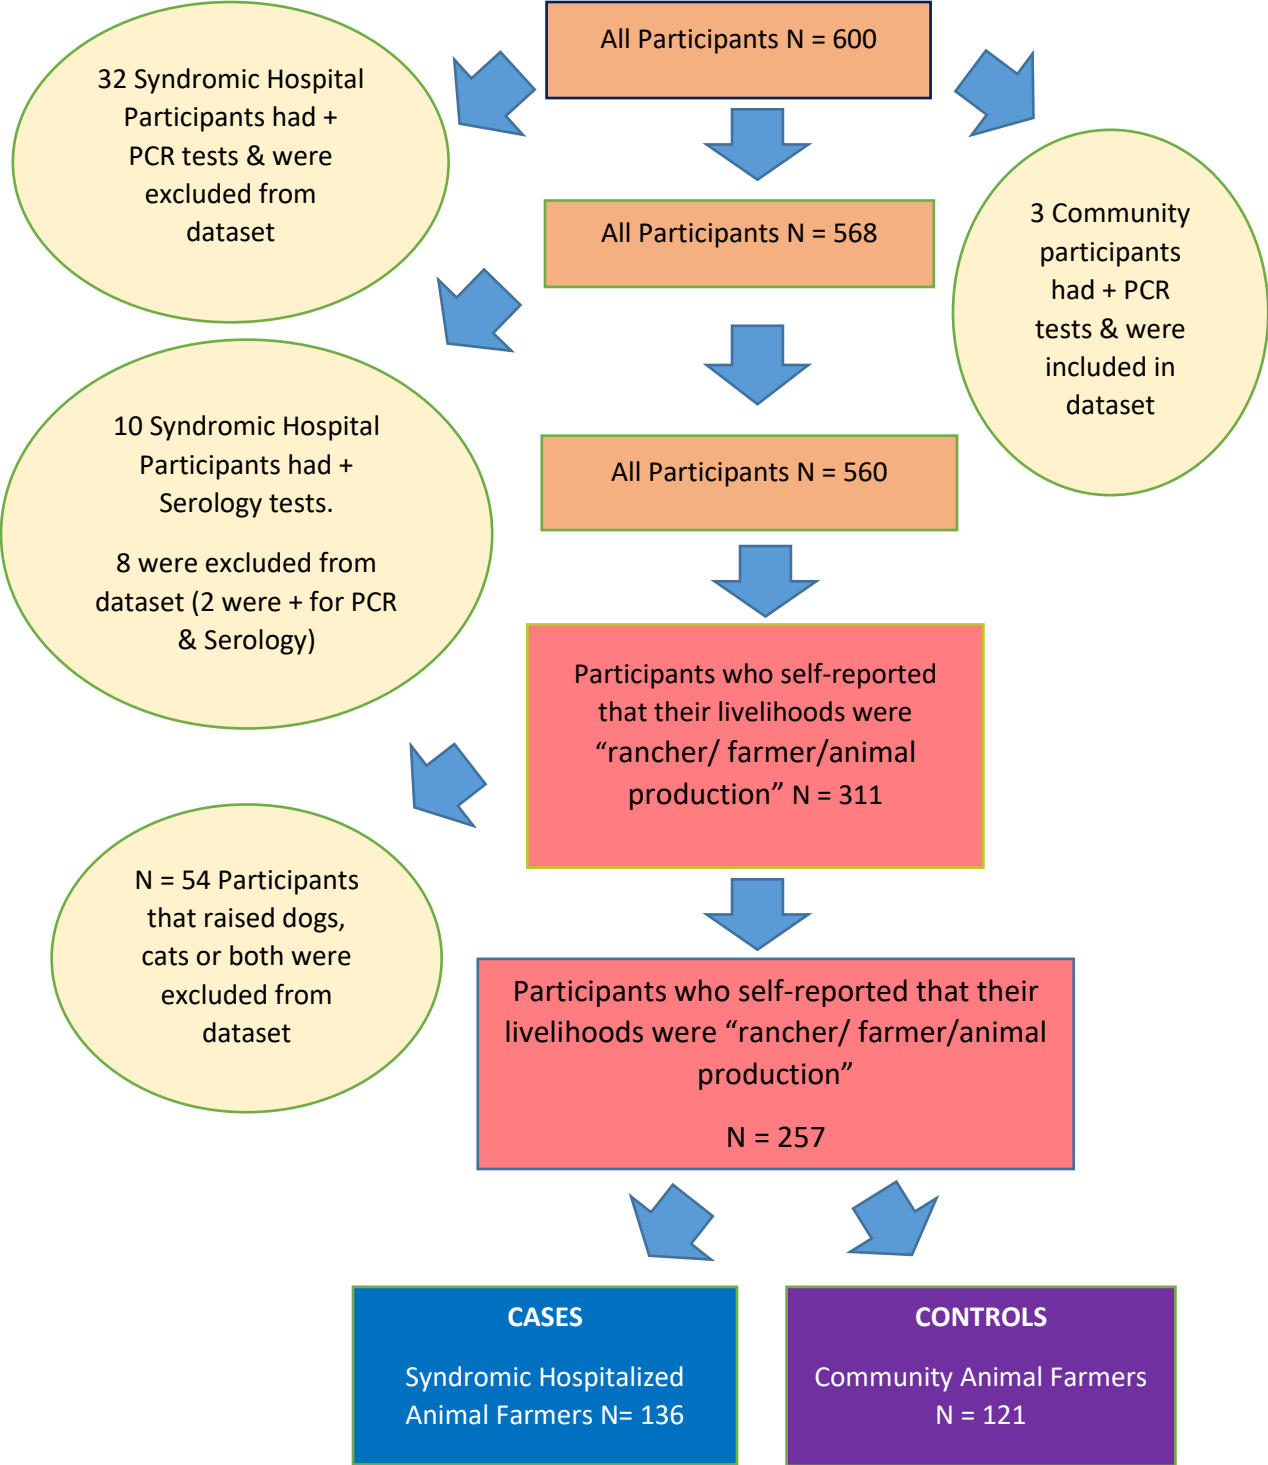 All Participants N = 600
32 Syndromic Hospital
Participants had +
PCR tests & were
excluded from
dataset
3 Community
participants
had + PCR
tests & were
included in
dataset
All Participants N = 568
10 Syndromic Hospital
Participants had +
Serology tests.
8 were excluded from
dataset (2 were + for PCR
& Serology)
All Participants N = 560
Participants who self-reported
that their livelihoods were
“rancher/ farmer/animal
production” N = 311
N = 54 Participants
that raised dogs,
cats or both were
excluded from
dataset
Participants who self-reported that their
livelihoods were “rancher/ farmer/animal
production”
N = 257
CASES
Syndromic Hospitalized
Animal Farmers N= 136
CONTROLS
Community Animal Farmers
N = 121